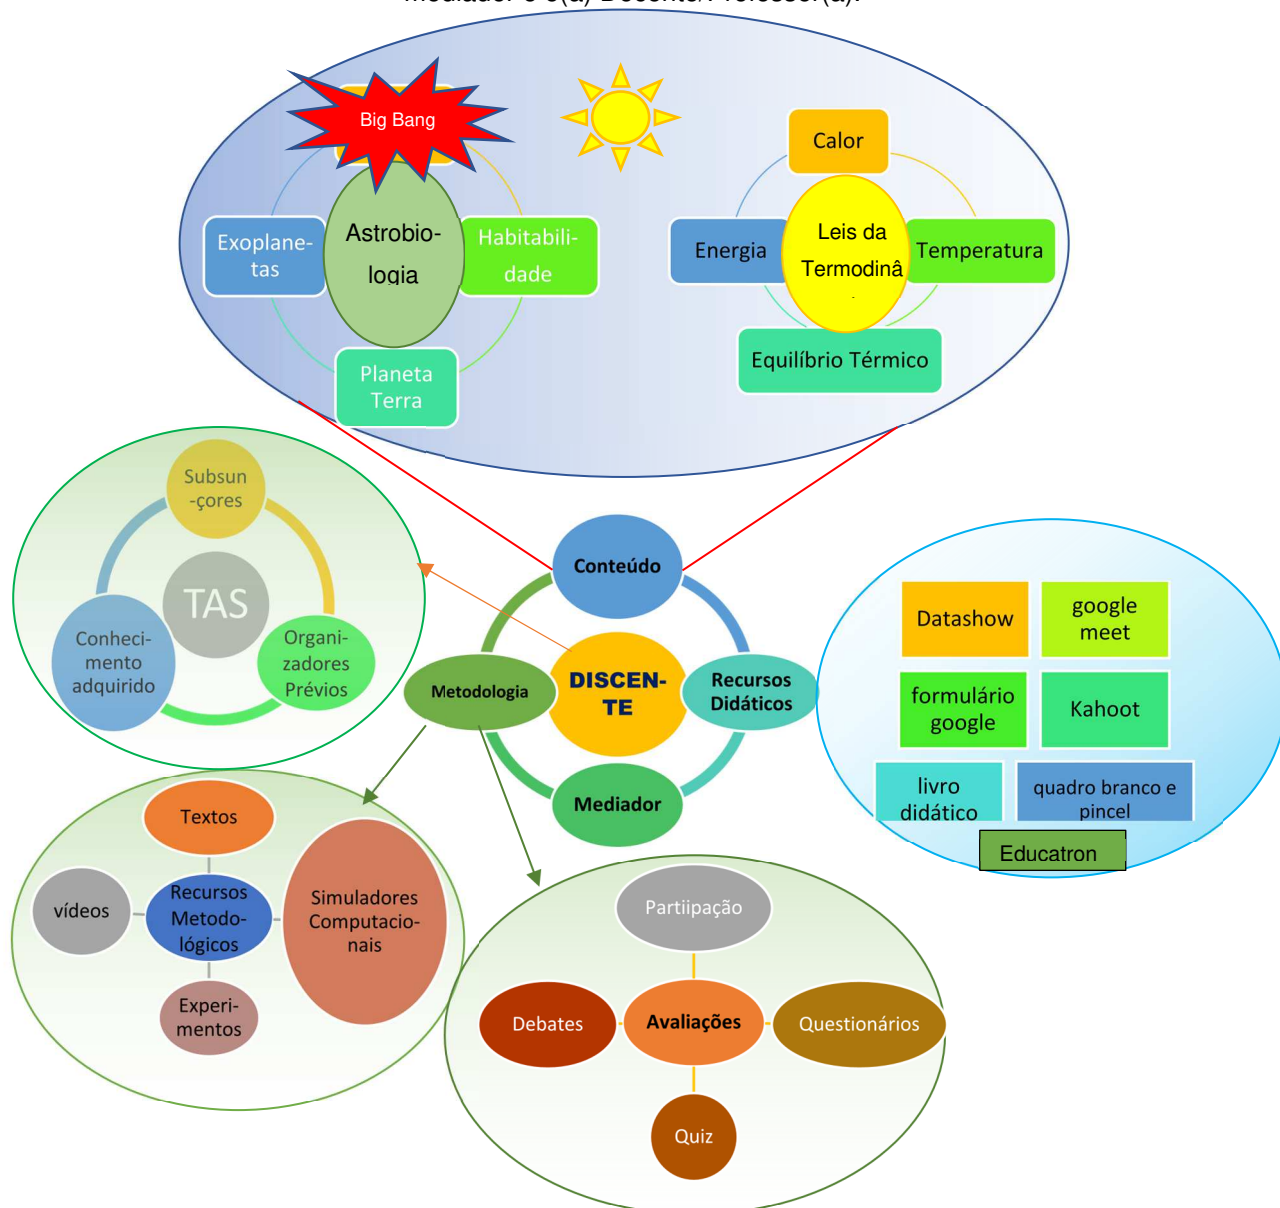 Mediador é o(a) Docente/Professor(a).
Big Bang
Calor
Exoplane-
tas
Astrobio-
logia
Habitabili-
dade
Planeta
Terra
Energia
Leis da
Termodinâ
Temperatura
Equilíbrio Térmico
Subsun
-çores
TAS
Conheci-
mento
adquirido
Organi-
zadores
Prévios
Conteúdo
Metodologia
DISCEN-
TE
Recursos
Didáticos
Mediador
Datashow
google
meet
formulário
google
Kahoot
livro
didático
quadro branco e
pincel
Educatron
Textos
vídeos
Recursos
Metodo-
lógicos
Simuladores
Computacio-
nais
Experi-
mentos
Partiipação
Debates
Avaliações
Questionários
Quiz